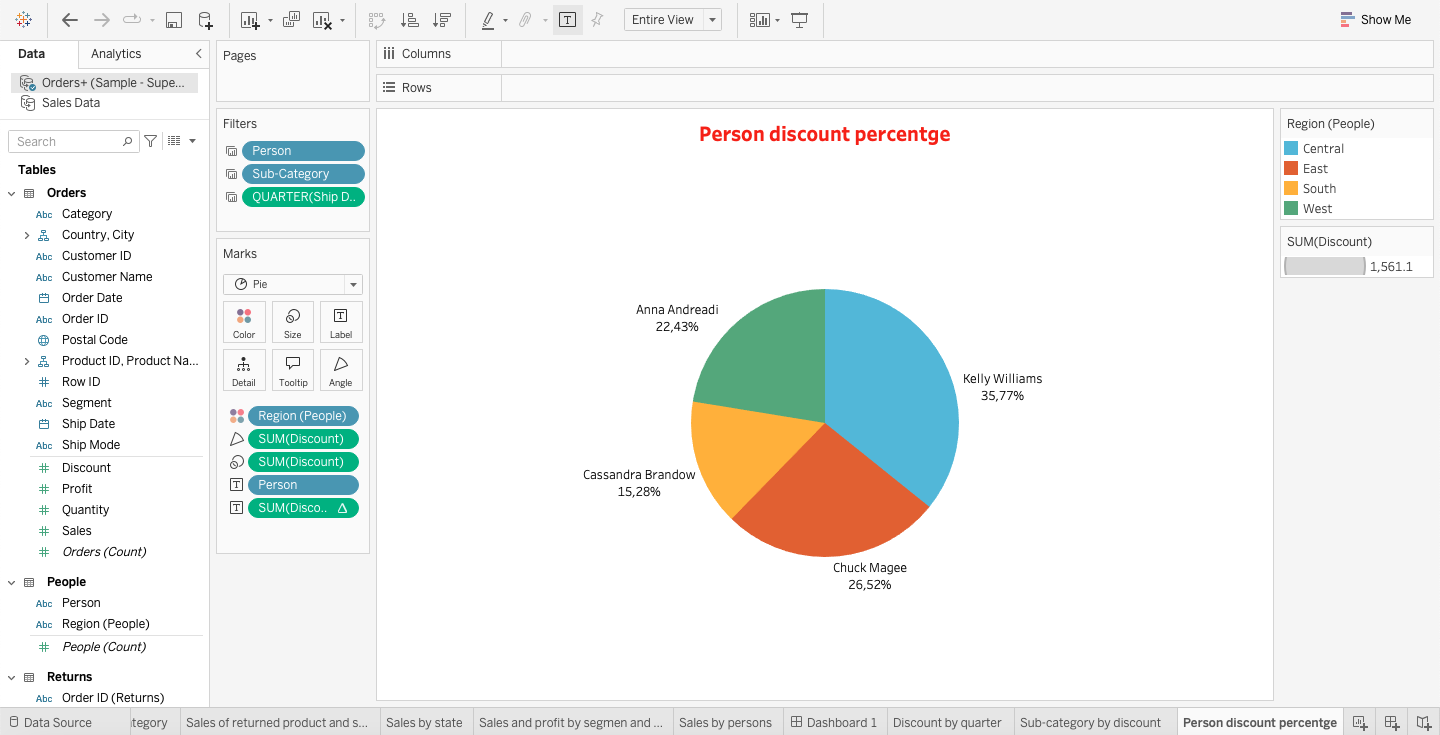 Entire View
Show Me
Data
Analytics
Orders+ (Sample - Supe...
Sales Data
Search
Tables
Orders
Abc Category
Country, City
Abc Customer ID
Abc Customer Name
Order Date
Abc Order ID
Postal Code
Product ID, Product Na...
Row ID
Abc Segment
Ship Date
Abc Ship Mode
Discount
Profit
Quantity
Sales
Orders (Count)
People
Abc Person
Abc Region (People)
People (Count)
Returns
Abc Order ID (Returns)
Pages
Filters
Person
Sub-Category
QUARTER(Ship D..
Marks
Pie
Color
Size
T
Label
Detail
Tooltip
Angle
Region (People)
SUM(Discount)
SUM(Discount)
T Person
T SUM(Disco.. Δ
Columns
Rows
Person discount percentge
Anna Andreadi
22,43%
Kelly Williams
35,77%
Cassandra Brandow
15,28%
Chuck Magee
26,52%
Region (People)
Central
East
South
West
SUM(Discount)
1,561.1
Data Source
tegory
Sales of returned product and s...
Sales by state
Sales and profit by segmen and ...
Sales by persons
Dashboard 1
Discount by quarter
Sub-category by discount
Person discount percentge